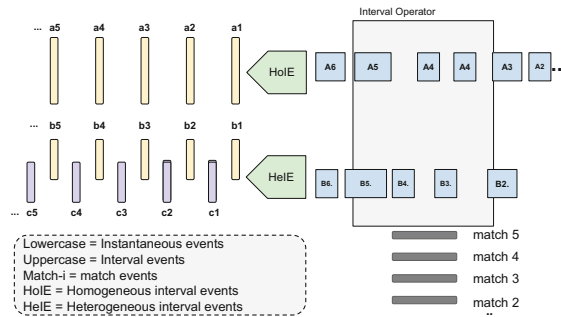 Interval Operator
... a5 a4 a3 a2 a1
HoIE
A6 A5 A4 A4 A3 A2 ..
... b5 b4 b3 b2 b1
HeIE
B6. B5. B4. B3. B2.
... c5 c4 c3 c2 c1
Lowercase = Instantaneous events
Uppercase = Interval events
Match-i = match events
HoIE = Homogeneous interval events
HeIE = Heterogeneous interval events
match 5
match 4
match 3
match 2
..